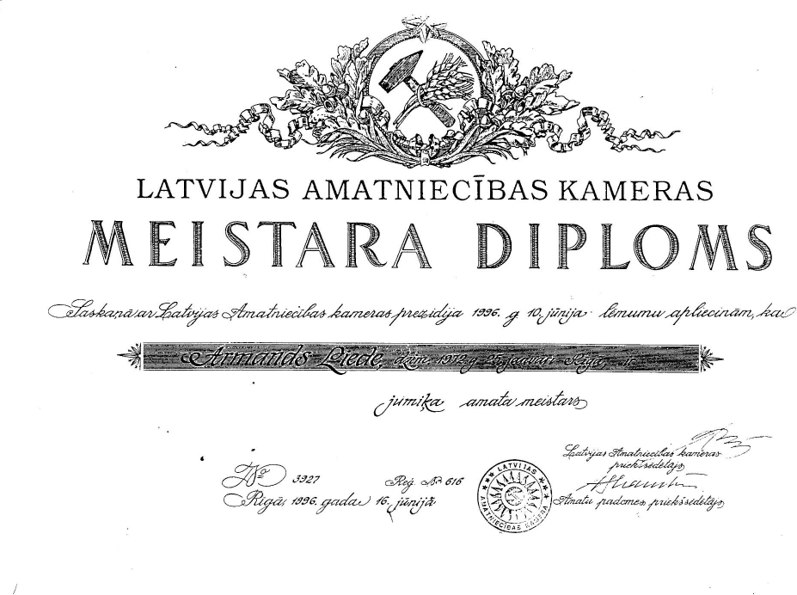 LATVIJAS AMATNIECĪBAS KAMERAS
MEISTARA DIPLOMS
Saskaņā ar Latvijas Amatniecības kameras prezidija 1996. g 10. jūnija lēmumu apliecinām, ka
Armands Liede, dzim. 1972. g.
jumiķa amata meistars
Latvijas Amatniecības kameras
priekšsēdētājs
No 3927
Reģ. No 616
Rīgā, 1996. gada 16. jūnijā
Amatu padomes priekšsēdētājs
LATVIJAS AMATNIECĪBAS KAMERA